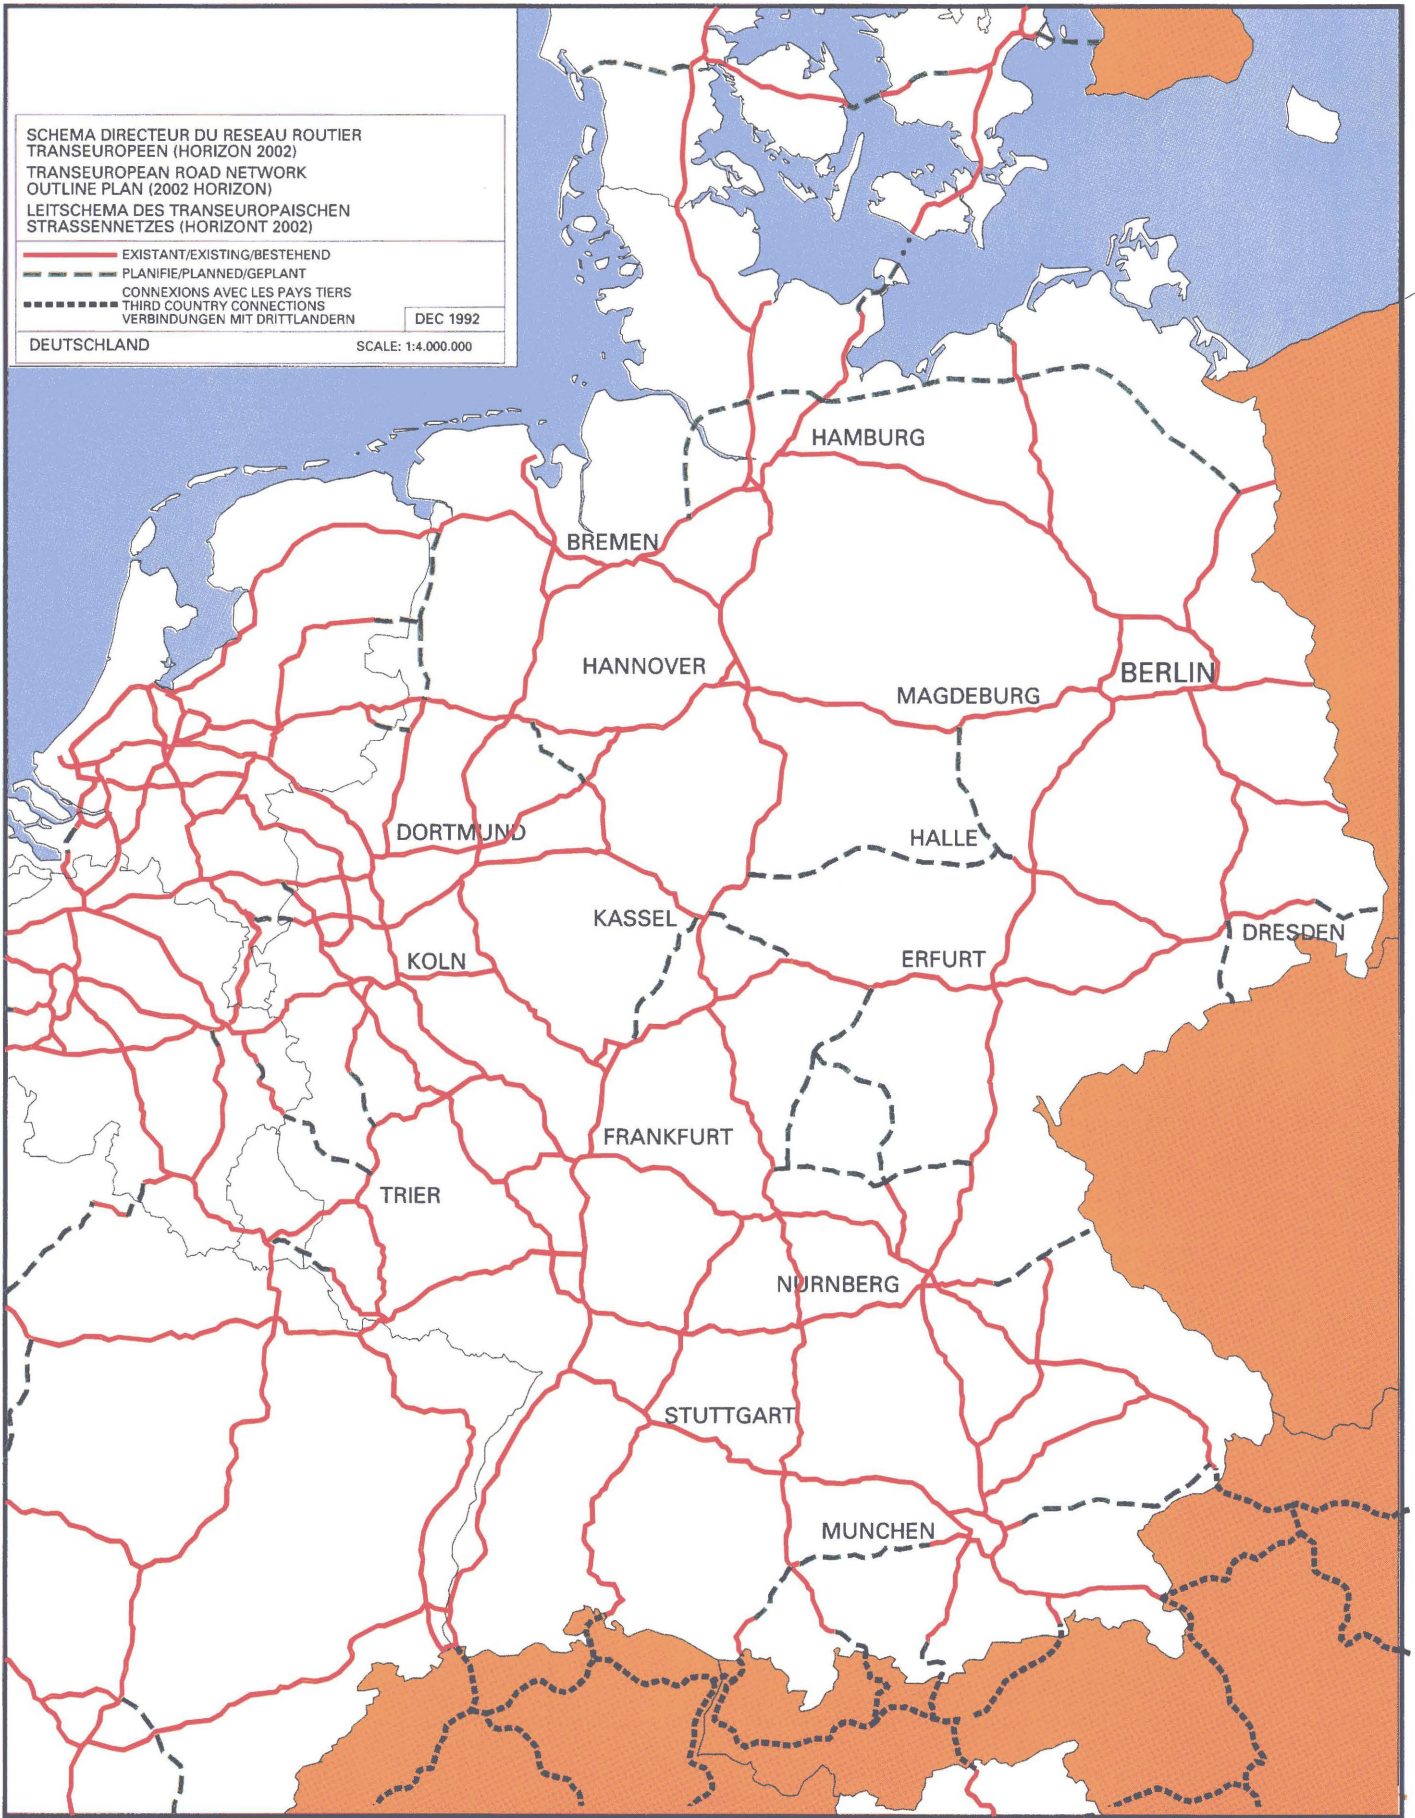 SCHEMA DIRECTEUR DU RESEAU ROUTIER
TRANSEUROPEEN (HORIZON 2002)
TRANSEUROPEAN ROAD NETWORK
OUTLINE PLAN (2002 HORIZON)
LEITSCHEMA DES TRANSEUROPAISCHEN
STRASSENNETZES (HORIZONT 2002)
EXISTANT/EXISTING/BESTEHEND
PLANIFIE/PLANNED/GEPLANT
CONNEXIONS AVEC LES PAYS TIERS
THIRD COUNTRY CONNECTIONS
VERBINDUNGEN MIT DRITTLANDERN
DEC 1992
DEUTSCHLAND SCALE: 1:4.000.000
HAMBURG
BREMEN
HANNOVER
BERLIN
MAGDEBURG
DORTMUND
HALLE
KASSEL
DRESDEN
KOLN
ERFURT
FRANKFURT
TRIER
NURNBERG
STUTTGART
MUNCHEN